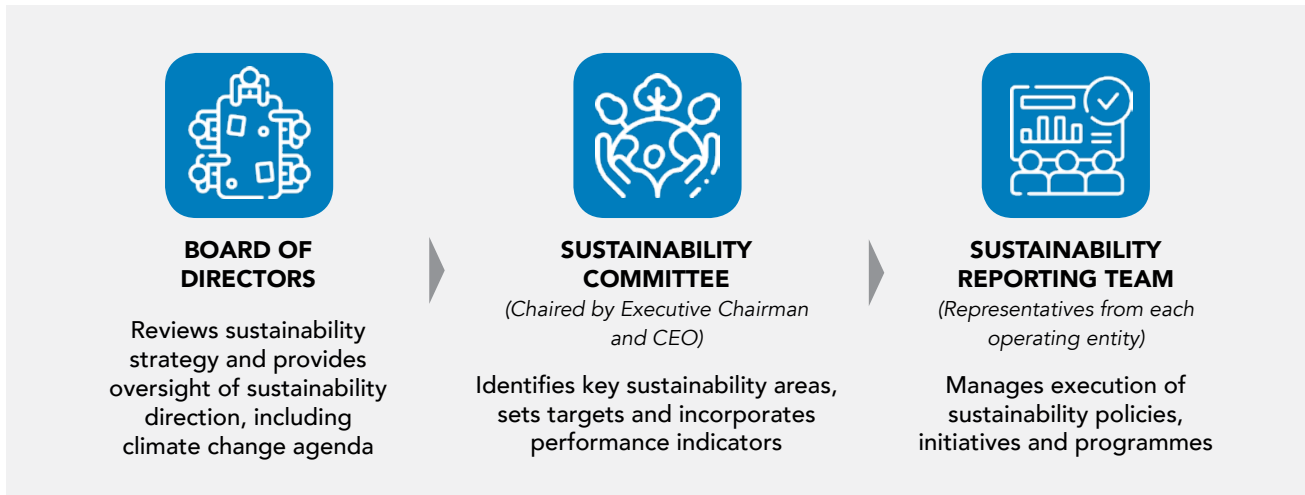 BOARD OF
DIRECTORS
Reviews sustainability
strategy and provides
oversight of sustainability
direction, including
climate change agenda
SUSTAINABILITY
COMMITTEE
(Chaired by Executive Chairman
and CEO)
Identifies key sustainability areas,
sets targets and incorporates
performance indicators
SUSTAINABILITY
REPORTING TEAM
(Representatives from each
operating entity)
Manages execution of
sustainability policies,
initiatives and programmes